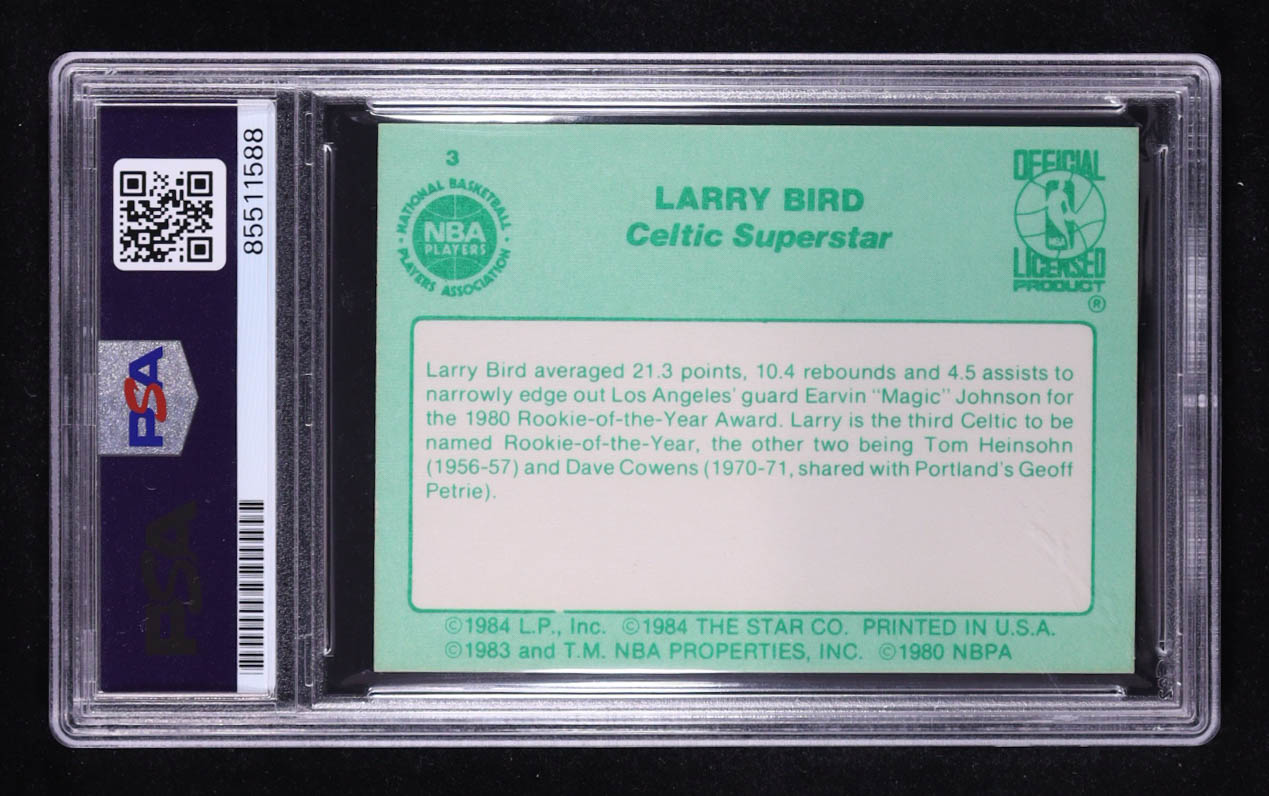 85511588
PSA
PSA
3
NATIONAL BASKETBALL
NBA
PLAYERS
PLAYERS ASSOCIATION
LARRY BIRD
Celtic Superstar
OFFICIAL
NBA
LICENSED
PRODUCT
®
Larry Bird averaged 21.3 points, 10.4 rebounds and 4.5 assists to
narrowly edge out Los Angeles' guard Earvin "Magic" Johnson for
the 1980 Rookie-of-the-Year Award. Larry is the third Celtic to be
named Rookie-of-the-Year, the other two being Tom Heinsohn
(1956-57) and Dave Cowens (1970-71, shared with Portland's Geoff
Petrie).
©1984 L.P., Inc. ©1984 THE STAR CO. PRINTED IN U.S.A.
©1983 and T.M. NBA PROPERTIES, INC. ©1980 NBPA